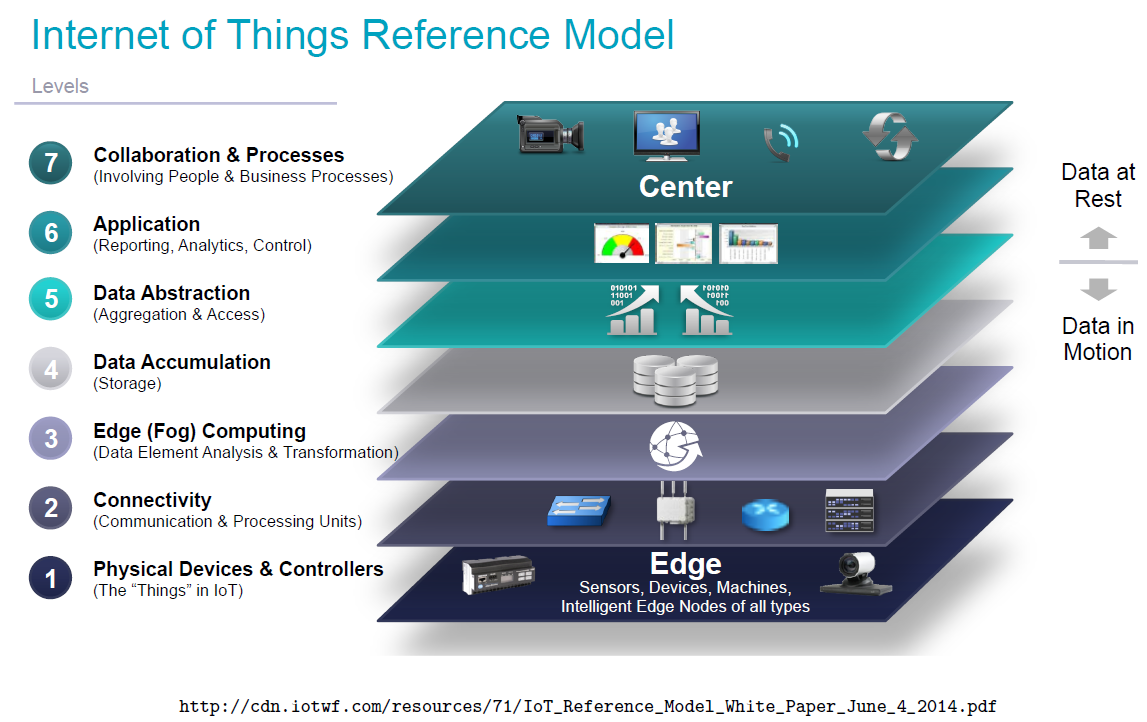 Internet of Things Reference Model
Levels
7
Collaboration & Processes
(Involving People & Business Processes)
6
Application
(Reporting, Analytics, Control)
5
Data Abstraction
(Aggregation & Access)
4
Data Accumulation
(Storage)
3
Edge (Fog) Computing
(Data Element Analysis & Transformation)
2
Connectivity
(Communication & Processing Units)
1
Physical Devices & Controllers
(The “Things” in IoT)
Center
010101
11001
001
Edge
Sensors, Devices, Machines,
Intelligent Edge Nodes of all types
Data at
Rest
Data in
Motion
http://cdn.iotwf.com/resources/71/IoT_Reference_Model_White_Paper_June_4_2014.pdf